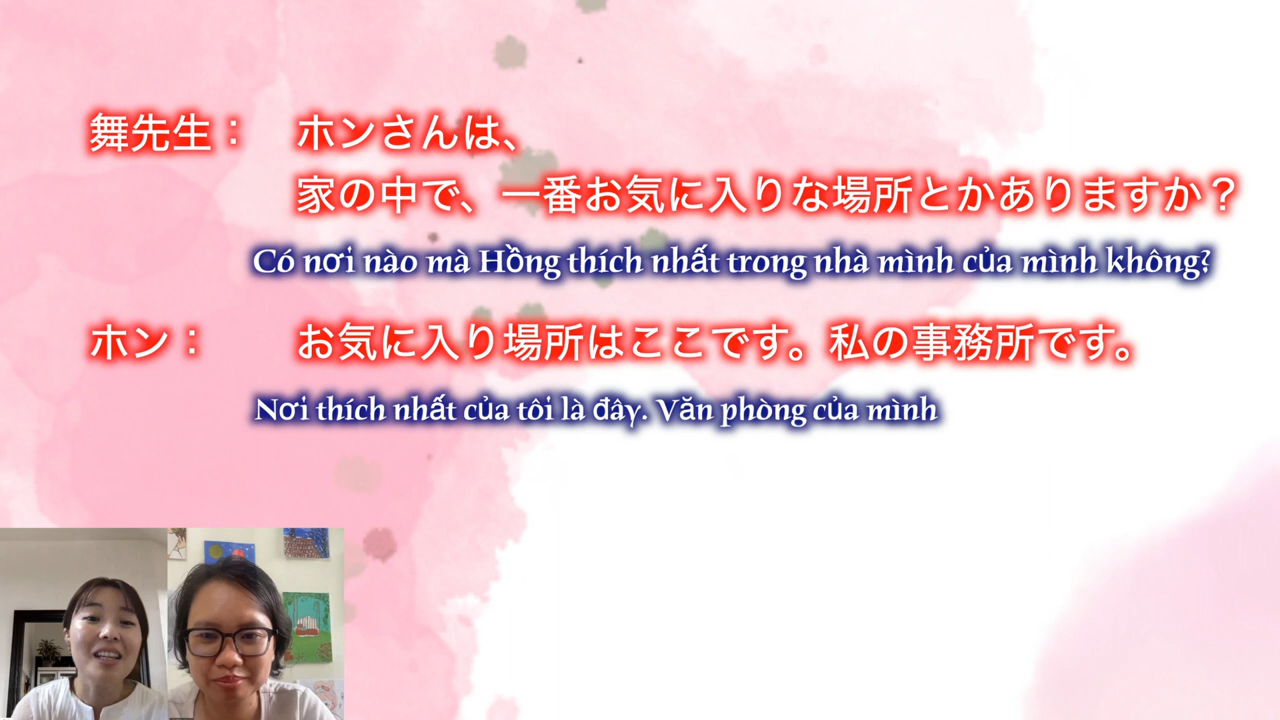 舞先生： ホンさんは、
家の中で、一番お気に入りな場所とかありますか？
Có nơi nào mà Hồng thích nhất trong nhà mình của mình không?
ホン： お気に入り場所はここです。私の事務所です。
Nơi thích nhất của tôi là đây. Văn phòng của mình